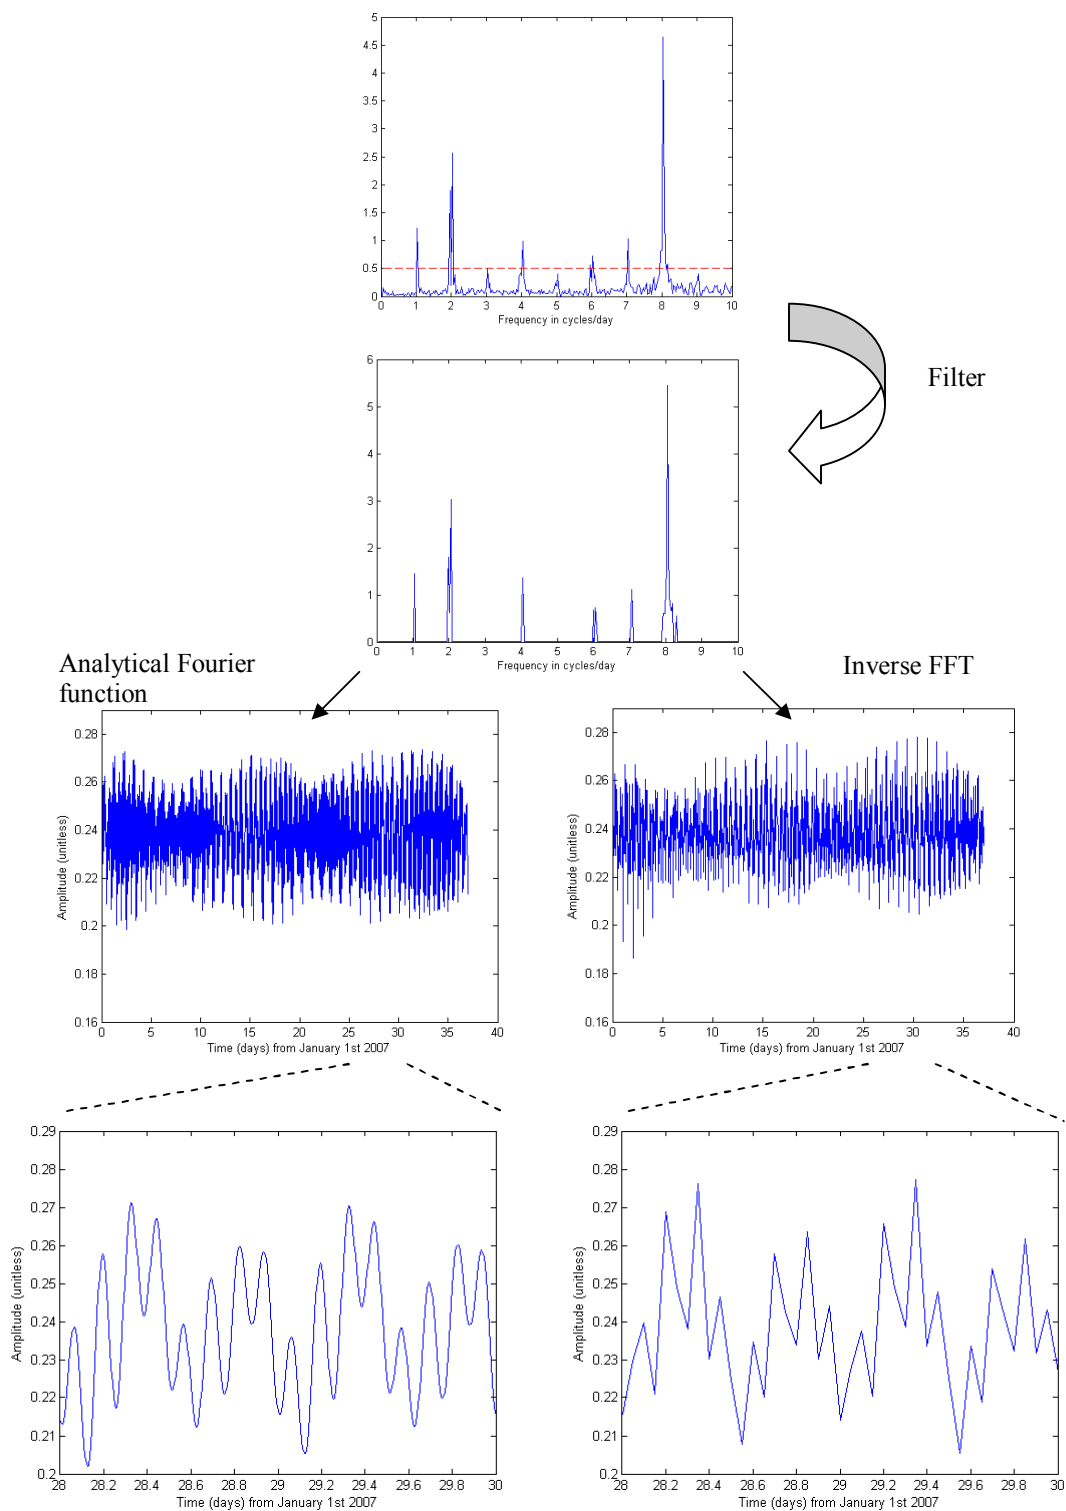 5
4.5
4
3.5
3
2.5
2
1.5
1
0.5
0
0 1 2 3 4 5 6 7 8 9 10
Frequency in cycles/day
Filter
6
5
4
3
2
1
0
0 1 2 3 4 5 6 7 8 9 10
Frequency in cycles/day
Analytical Fourier
function
Inverse FFT
0.28
0.26
0.24
0.22
0.2
0.18
0.16
Amplitude (unitless)
0 5 10 15 20 25 30 35 40
Time (days) from January 1st 2007
0.28
0.26
0.24
0.22
0.2
0.18
0.16
Amplitude (unitless)
0 5 10 15 20 25 30 35 40
Time (days) from January 1st 2007
0.29
0.28
0.27
0.26
0.25
0.24
0.23
0.22
0.21
0.2
Amplitude (unitless)
28 28.2 28.4 28.6 28.8 29 29.2 29.4 29.6 29.8 30
Time (days) from January 1st 2007
0.29
0.28
0.27
0.26
0.25
0.24
0.23
0.22
0.21
0.2
Amplitude (unitless)
28 28.2 28.4 28.6 28.8 29 29.2 29.4 29.6 29.8 30
Time (days) from January 1st 2007